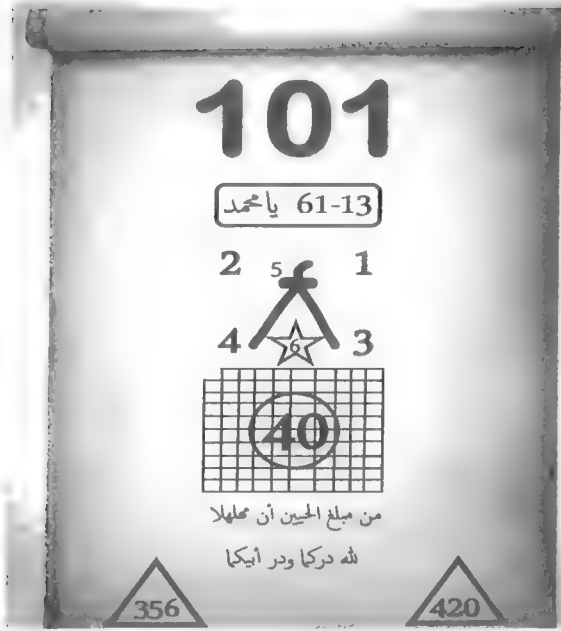 101
61-13 يا محمد
2 5 1
4 6 3
40
من مبلغ الحيين أن مهلهلا
لله دركما ودر أبيكما
356 420